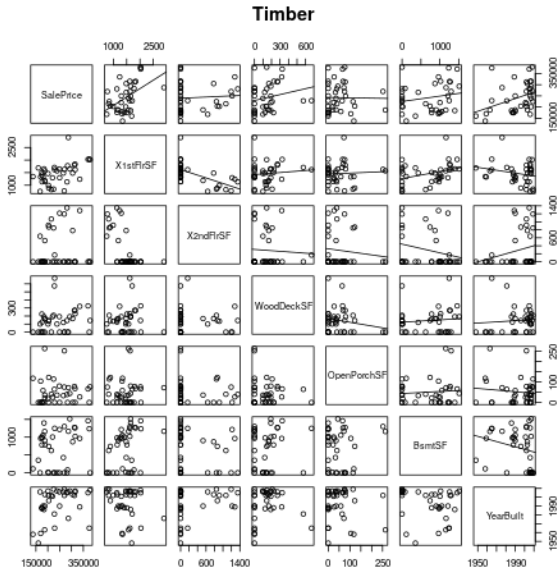 Timber
1000 2500
0 300 600
0 1000
SalePrice
150000 350000
X1stFlrSF
1000 2500
X2ndFlrSF
0 600 1400
WoodDeckSF
0 300
OpenPorchSF
0 100 250
BsmtSF
0 1000
YearBuilt
1950 1990
150000 350000
0 600 1400
0 50 150 250
1950 1990